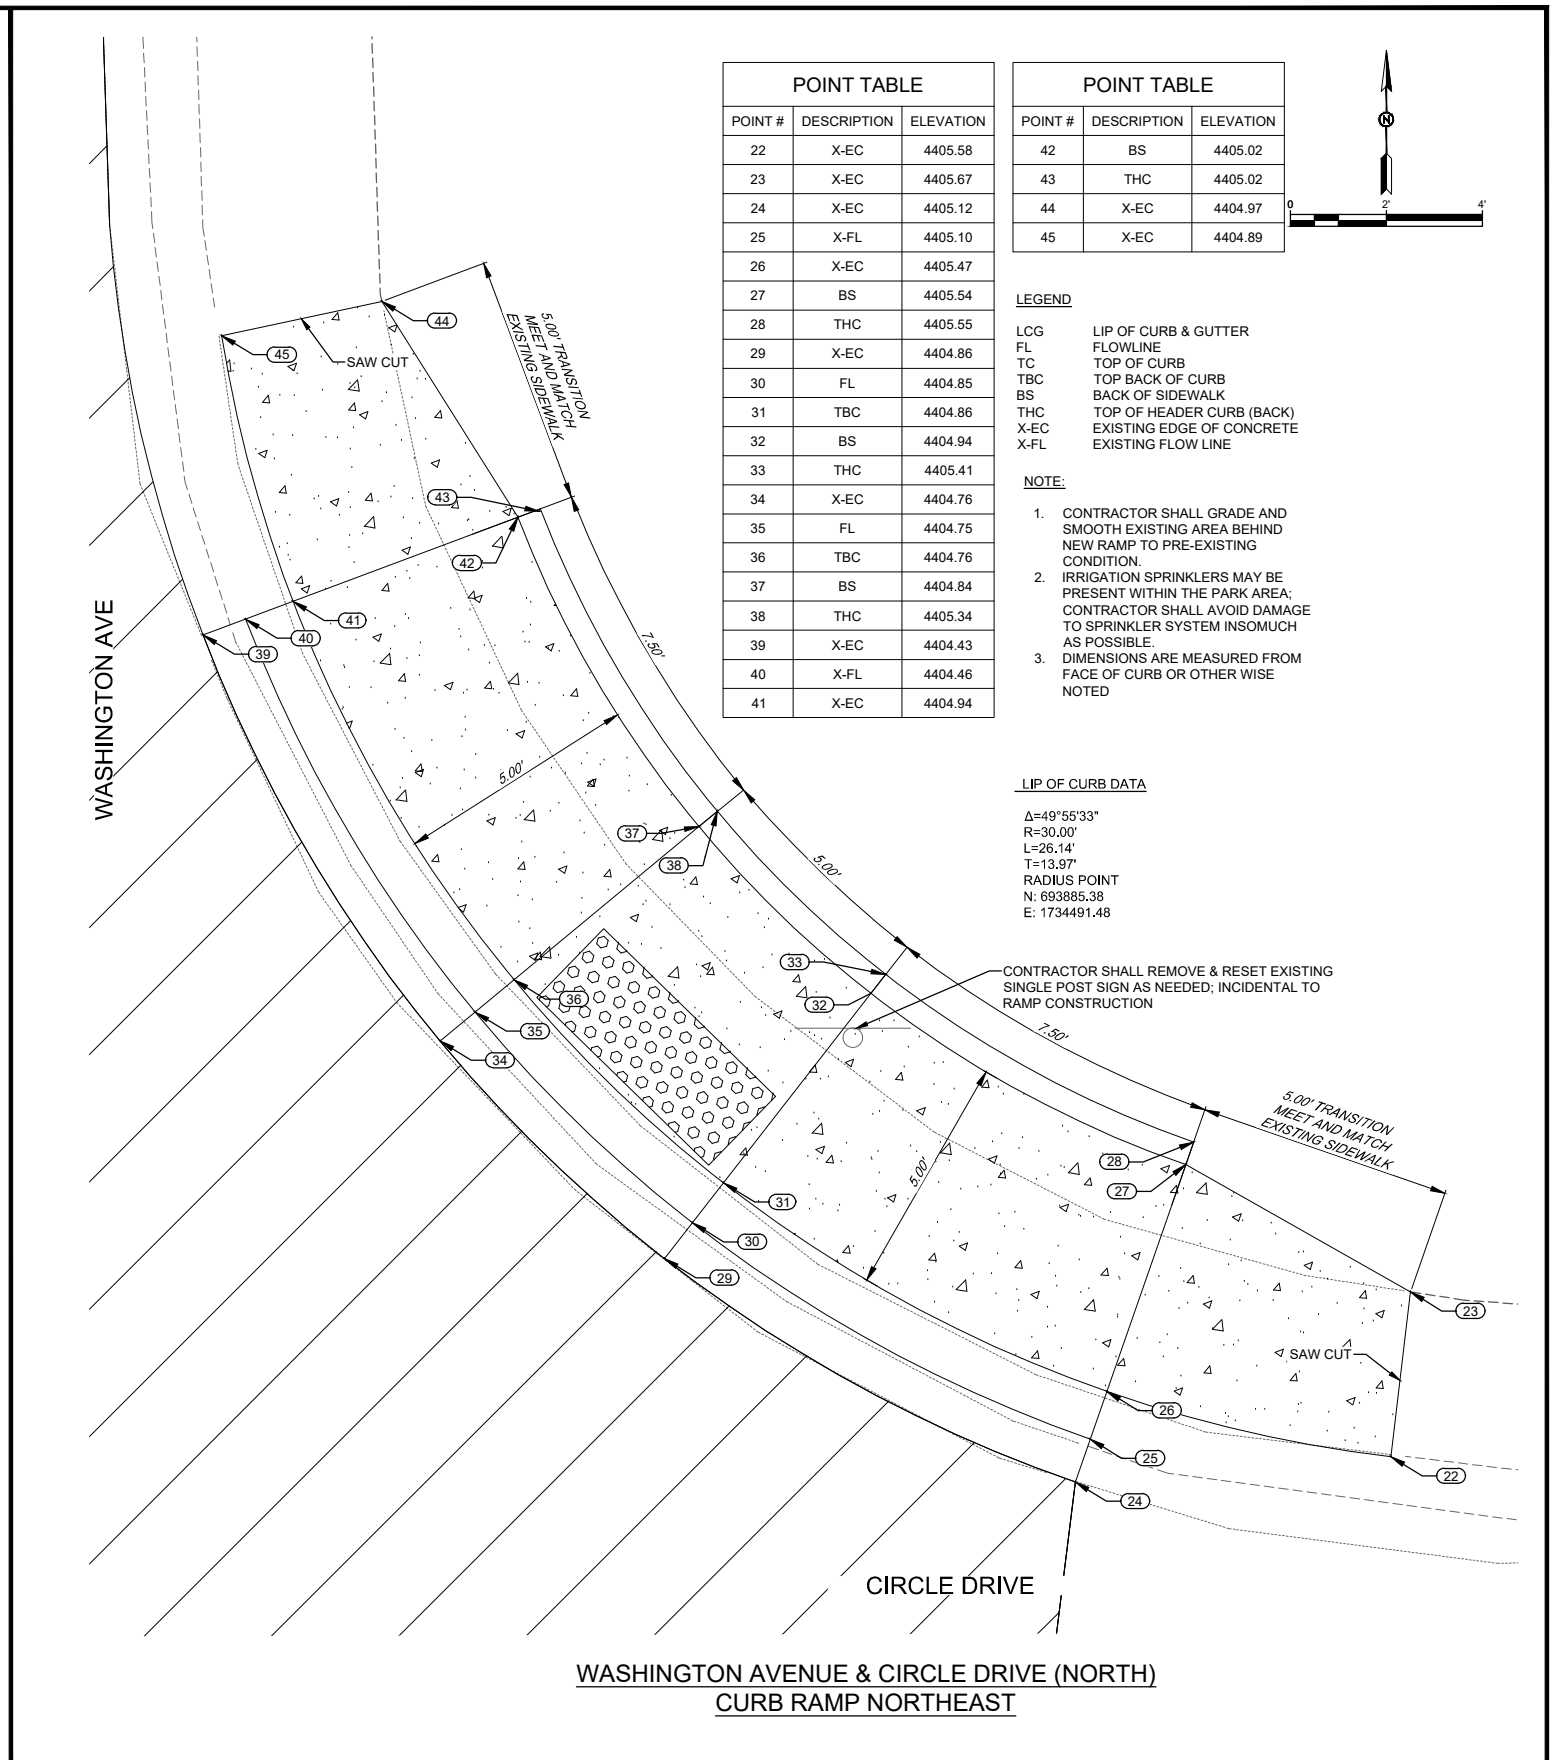 POINT TABLE
POINT # DESCRIPTION ELEVATION
22 X-EC 4405.58
23 X-EC 4405.67
24 X-EC 4405.12
25 X-FL 4405.10
26 X-EC 4405.47
27 BS 4405.54
28 THC 4405.55
29 X-EC 4404.86
30 FL 4404.85
31 TBC 4404.86
32 BS 4404.94
33 THC 4405.41
34 X-EC 4404.76
35 FL 4404.75
36 TBC 4404.76
37 BS 4404.84
38 THC 4405.34
39 X-EC 4404.43
40 X-FL 4404.46
41 X-EC 4404.94
POINT TABLE
POINT # DESCRIPTION ELEVATION
42 BS 4405.02
43 THC 4405.02
44 X-EC 4404.97
45 X-EC 4404.89
N
0 2' 4'
LEGEND
LCG LIP OF CURB & GUTTER
FL FLOWLINE
TC TOP OF CURB
TBC TOP BACK OF CURB
BS BACK OF SIDEWALK
THC TOP OF HEADER CURB (BACK)
X-EC EXISTING EDGE OF CONCRETE
X-FL EXISTING FLOW LINE
NOTE:
1. CONTRACTOR SHALL GRADE AND
SMOOTH EXISTING AREA BEHIND
NEW RAMP TO PRE-EXISTING
CONDITION.
2. IRRIGATION SPRINKLERS MAY BE
PRESENT WITHIN THE PARK AREA;
CONTRACTOR SHALL AVOID DAMAGE
TO SPRINKLER SYSTEM INSOMUCH
AS POSSIBLE.
3. DIMENSIONS ARE MEASURED FROM
FACE OF CURB OR OTHER WISE
NOTED
LIP OF CURB DATA
Δ=49°55'33"
R=30.00'
L=26.14'
T=13.97'
RADIUS POINT
N: 693885.38
E: 1734491.48
CONTRACTOR SHALL REMOVE & RESET EXISTING
SINGLE POST SIGN AS NEEDED; INCIDENTAL TO
RAMP CONSTRUCTION
44
45
SAW CUT
5.00' TRANSITION
MEET AND MATCH
EXISTING SIDEWALK
43
42
41
40
39
WASHINGTON AVE
7.50'
5.00'
37
38
5.00'
33
32
36
35
34
7.50'
5.00' TRANSITION
MEET AND MATCH
EXISTING SIDEWALK
28
27
5.00'
31
30
29
23
SAW CUT
26
25
22
24
CIRCLE DRIVE
WASHINGTON AVENUE & CIRCLE DRIVE (NORTH)
CURB RAMP NORTHEAST